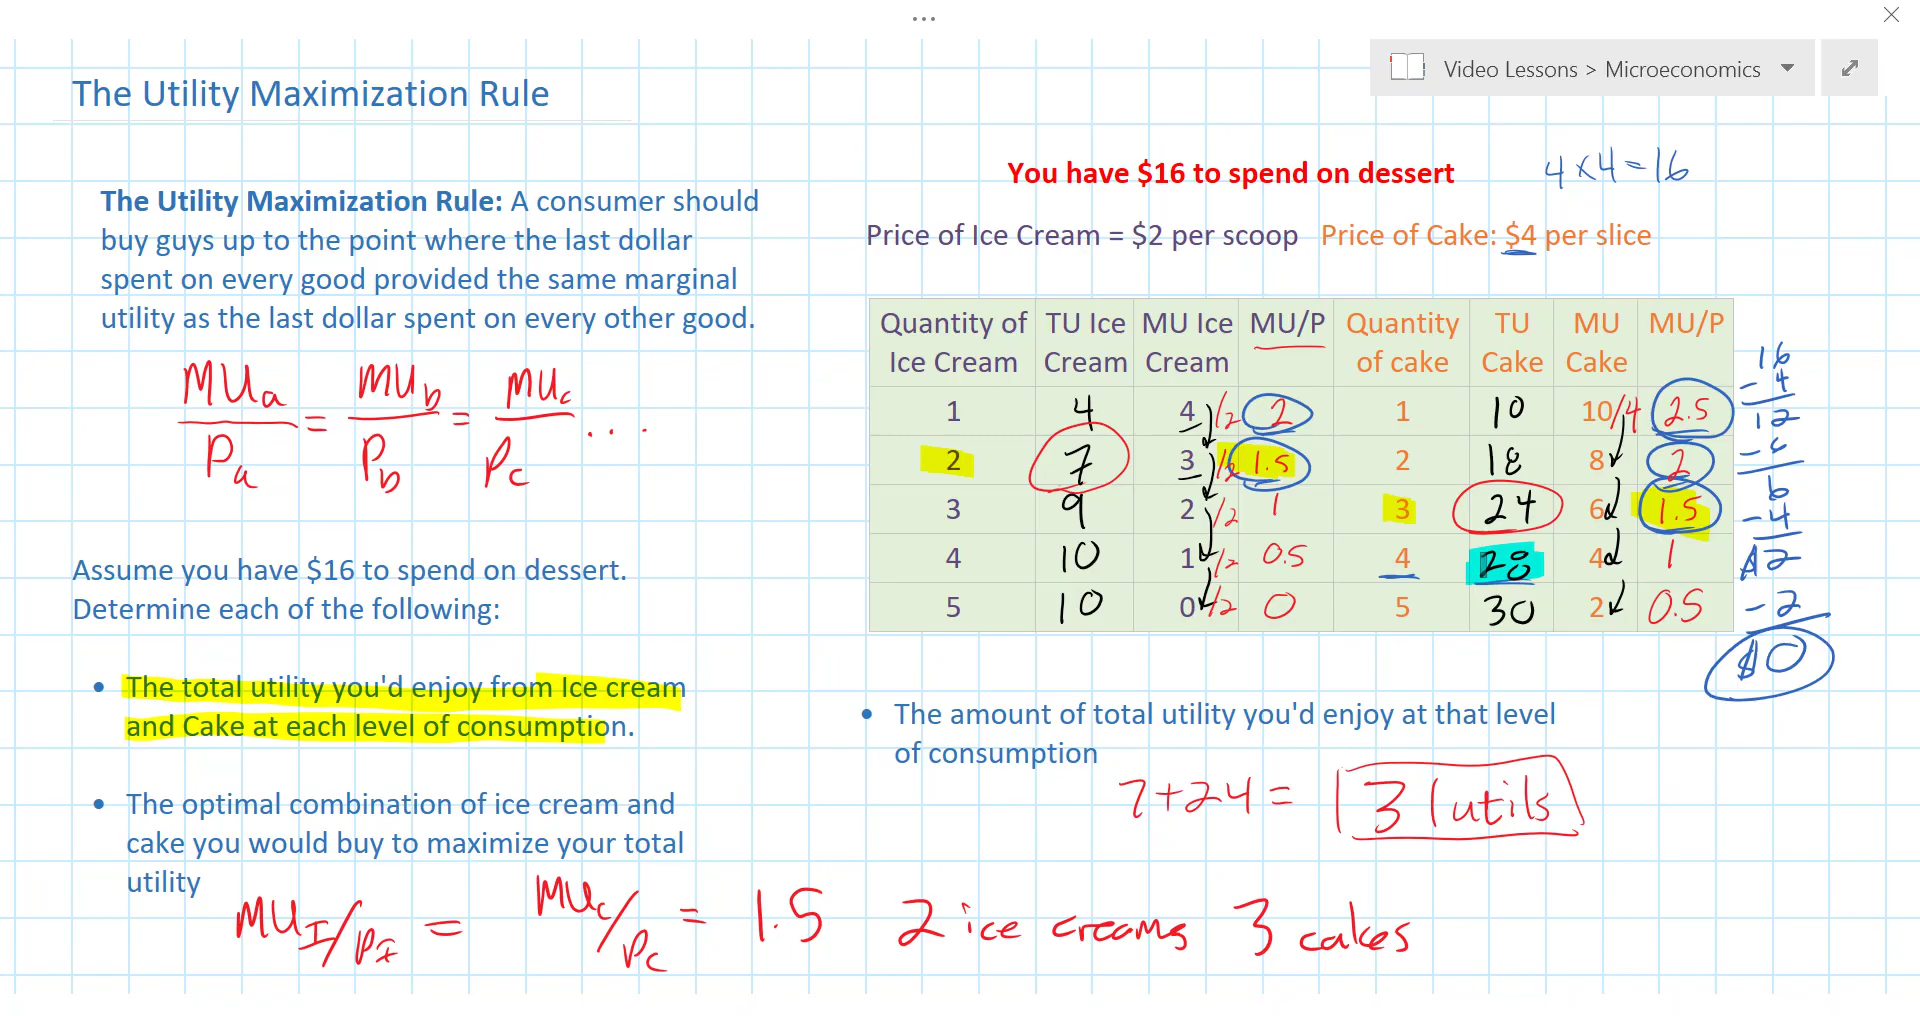 Video Lessons > Microeconomics
The Utility Maximization Rule
The Utility Maximization Rule: A consumer should
buy guys up to the point where the last dollar
spent on every good provided the same marginal
utility as the last dollar spent on every other good.
MUa/Pa = MUb/Pb = MUc/Pc ...
Assume you have $16 to spend on dessert.
Determine each of the following:
• The total utility you'd enjoy from Ice cream
and Cake at each level of consumption.
• The optimal combination of ice cream and
cake you would buy to maximize your total
utility
MUI/PI = MUc/Pc = 1.5 2 ice creams 3 cakes
You have $16 to spend on dessert 4×4=16
Price of Ice Cream = $2 per scoop Price of Cake: $4 per slice
Quantity of TU Ice MU Ice MU/P Quantity TU MU MU/P
Ice Cream Cream Cream of cake Cake Cake
1 4 4 /2 2 1 10 10 /4 2.5
2 7 3 /2 1.5 2 18 8 2
3 9 2 /2 1 3 24 6 1.5
4 10 1 /2 0.5 4 28 4 1
5 10 0 /2 0 5 30 2 0.5
16
- 4
12
- 6
6
- 4
$2
- 2
$0
• The amount of total utility you'd enjoy at that level
of consumption
7+24= 31 utils